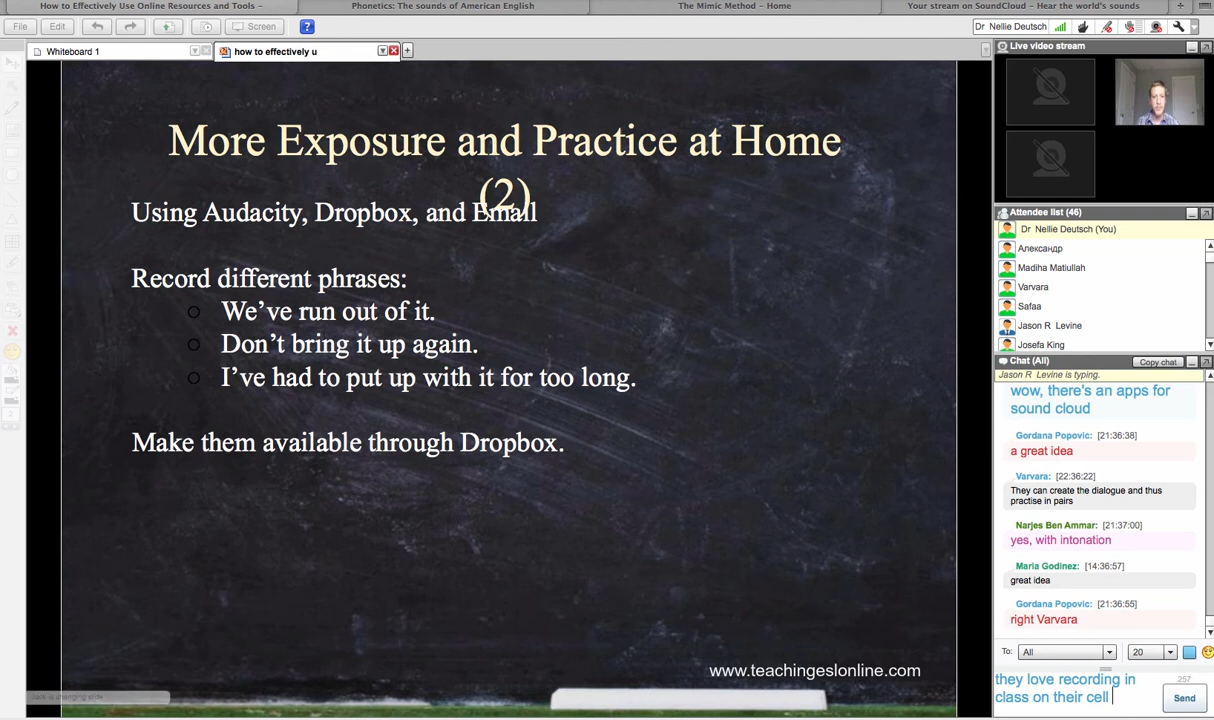 How to Effectively Use Online Resources and Tools –
Phonetics: The sounds of American English
The Mimic Method - Home
Your stream on SoundCloud - Hear the world's sounds
File
Edit
Screen
?
Dr Nellie Deutsch
Whiteboard 1
how to effectively u
Live video stream
More Exposure and Practice at Home
(2)
Using Audacity, Dropbox, and Email
Record different phrases:
We've run out of it.
Don't bring it up again.
I've had to put up with it for too long.
Make them available through Dropbox.
www.teachingeslonline.com
Jack is changing slide
Attendee list (46)
Dr Nellie Deutsch (You)
Александр
Madiha Matiullah
Varvara
Safaa
Jason R Levine
Josefa King
Chat (All)
Copy chat
Jason R Levine is typing.
wow, there's an apps for
sound cloud
Gordana Popovic: [21:36:38]
a great idea
Varvara: [22:36:22]
They can create the dialogue and thus
practise in pairs
Narjes Ben Ammar: [21:37:00]
yes, with intonation
Maria Godinez: [14:36:57]
great idea
Gordana Popovic: [21:36:55]
right Varvara
To: All 20
they love recording in
class on their cell
257
Send